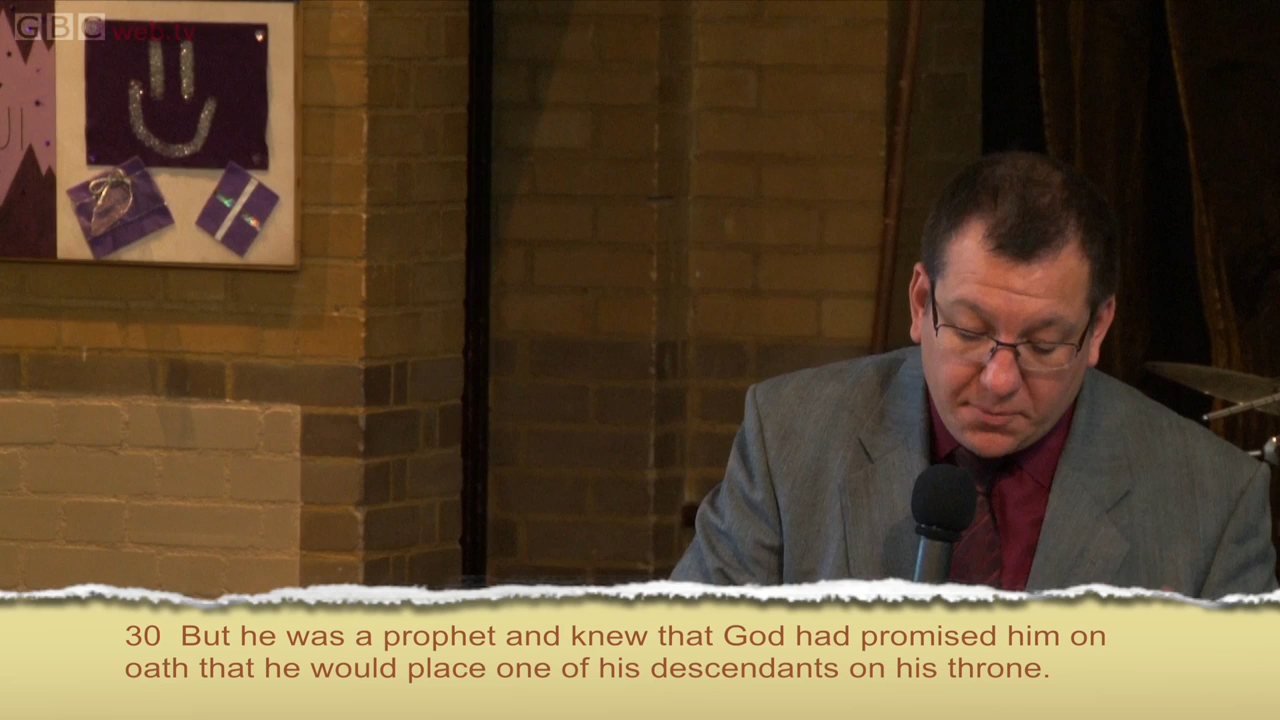 GBC web.tv
UI
30 But he was a prophet and knew that God had promised him on
oath that he would place one of his descendants on his throne.